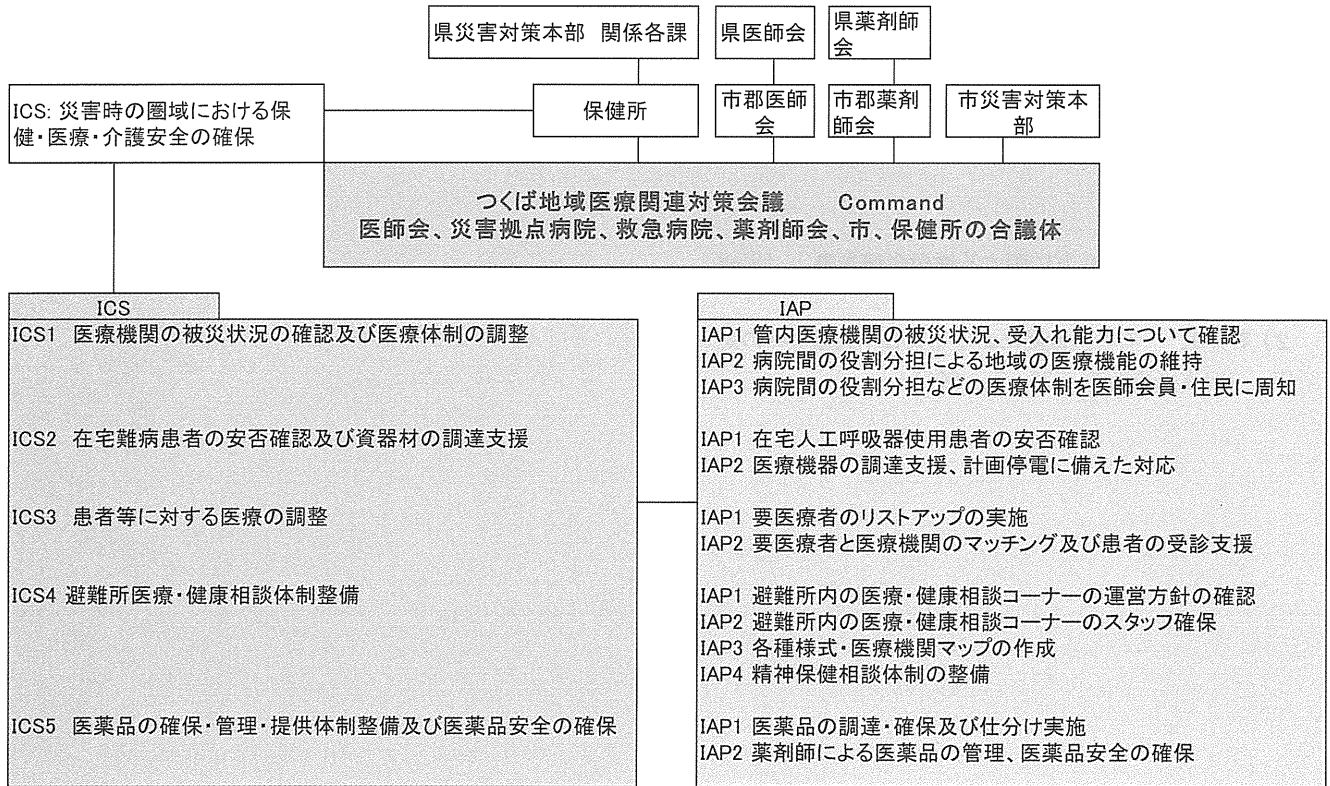 県災害対策本部 関係各課
県医師会
県薬剤師
会
ICS: 災害時の圏域における保
健・医療・介護安全の確保
保健所
市郡医師
会
市郡薬剤
師会
市災害対策本
部
つくば地域医療関連対策会議 Command
医師会、災害拠点病院、救急病院、薬剤師会、市、保健所の合議体
ICS
ICS1 医療機関の被災状況の確認及び医療体制の調整
ICS2 在宅難病患者の安否確認及び資器材の調達支援
ICS3 患者等に対する医療の調整
ICS4 避難所医療・健康相談体制整備
ICS5 医薬品の確保・管理・提供体制整備及び医薬品安全の確保
IAP
IAP1 管内医療機関の被災状況、受入れ能力について確認
IAP2 病院間の役割分担による地域の医療機能の維持
IAP3 病院間の役割分担などの医療体制を医師会員・住民に周知
IAP1 在宅人工呼吸器使用患者の安否確認
IAP2 医療機器の調達支援、計画停電に備えた対応
IAP1 要医療者のリストアップの実施
IAP2 要医療者と医療機関のマッチング及び患者の受診支援
IAP1 避難所内の医療・健康相談コーナーの運営方針の確認
IAP2 避難所内の医療・健康相談コーナーのスタッフ確保
IAP3 各種様式・医療機関マップの作成
IAP4 精神保健相談体制の整備
IAP1 医薬品の調達・確保及び仕分け実施
IAP2 薬剤師による医薬品の管理、医薬品安全の確保